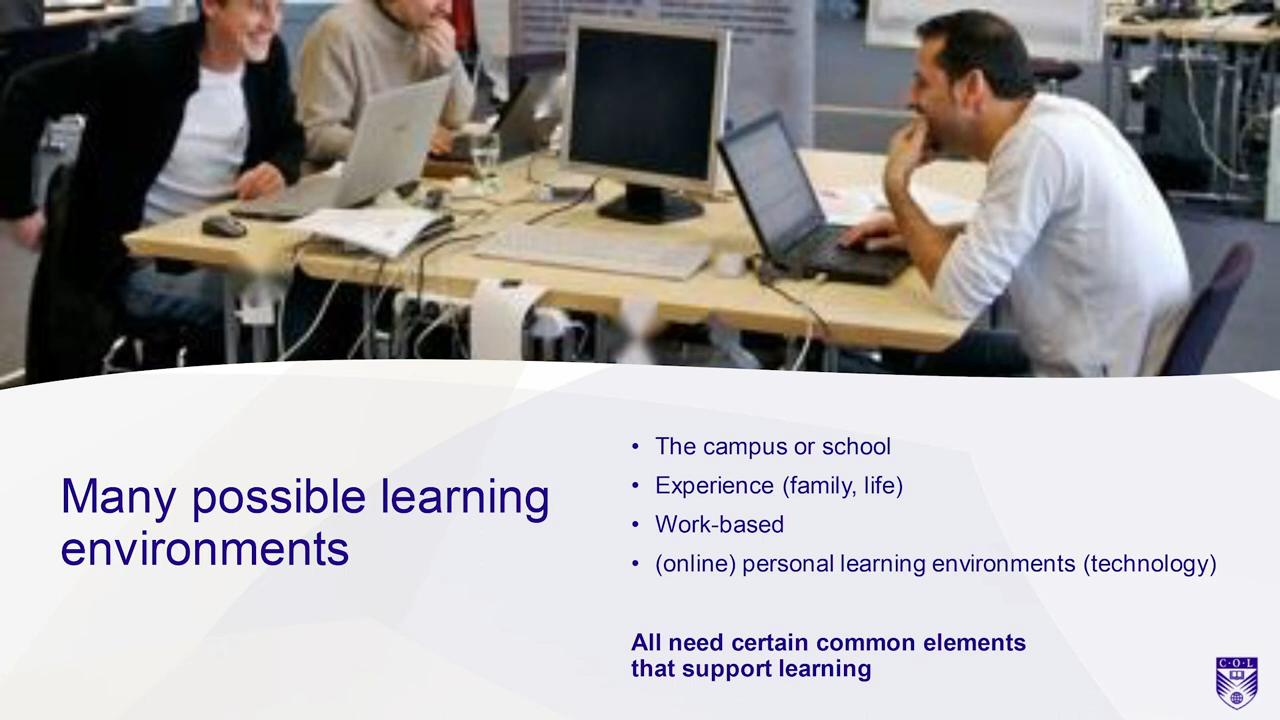 Many possible learning
environments
• The campus or school
• Experience (family, life)
• Work-based
• (online) personal learning environments (technology)
All need certain common elements
that support learning
C·O·L